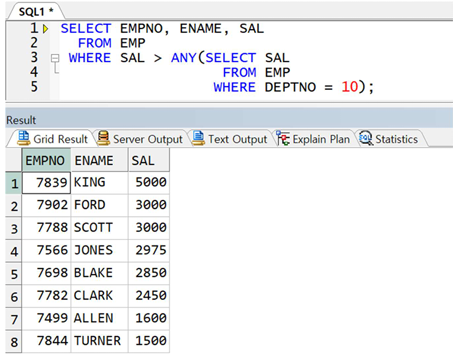 SQL1 *
1 SELECT EMPNO, ENAME, SAL
2 FROM EMP
3 WHERE SAL > ANY(SELECT SAL
4 FROM EMP
5 WHERE DEPTNO = 10);
Result
Grid Result Server Output Text Output Explain Plan Statistics
EMPNO ENAME SAL
1 7839 KING 5000
2 7902 FORD 3000
3 7788 SCOTT 3000
4 7566 JONES 2975
5 7698 BLAKE 2850
6 7782 CLARK 2450
7 7499 ALLEN 1600
8 7844 TURNER 1500